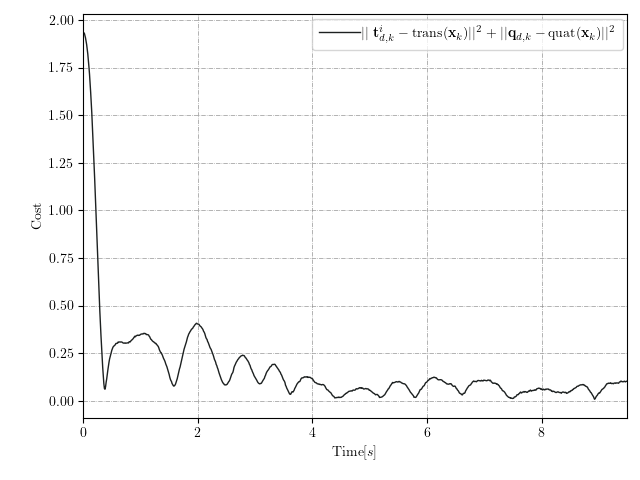 || t^i_{d,k} − trans(x_k)||^2 + ||q_{d,k} − quat(x_k)||^2
2.00
1.75
1.50
1.25
1.00
0.75
0.50
0.25
0.00
Cost
0 2 4 6 8
Time[s]